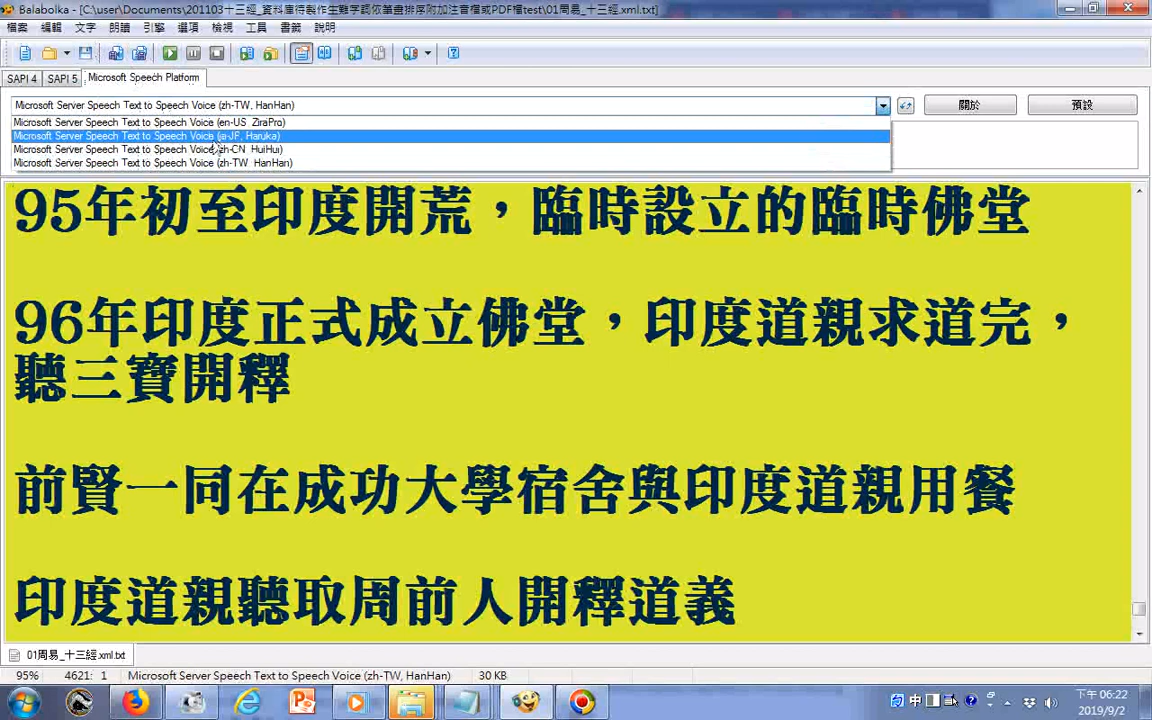 Balabolka - [C:\user\Documents\201103十三經_資料庫待製作生難字詞依筆畫排序附加注音檔或PDF檔test\01周易_十三經.xml.txt]
檔案 編輯 文字 朗讀 引擎 選項 檢視 工具 書籤 說明
SAPI 4 SAPI 5 Microsoft Speech Platform
Microsoft Server Speech Text to Speech Voice (zh-TW, HanHan) 關於 預設
Microsoft Server Speech Text to Speech Voice (en-US ZiraPro)
Microsoft Server Speech Text to Speech Voice (ja-JP, Haruka)
Microsoft Server Speech Text to Speech Voice (zh-CN HuiHui)
Microsoft Server Speech Text to Speech Voice (zh-TW HanHan)
95年初至印度開荒，臨時設立的臨時佛堂
96年印度正式成立佛堂，印度道親求道完，
聽三寶開釋
前賢一同在成功大學宿舍與印度道親用餐
印度道親聽取周前人開釋道義
01周易_十三經.xml.txt
95% 4621: 1 Microsoft Server Speech Text to Speech Voice (zh-TW, HanHan) 30 KB
中 下午 06:22
2019/9/2